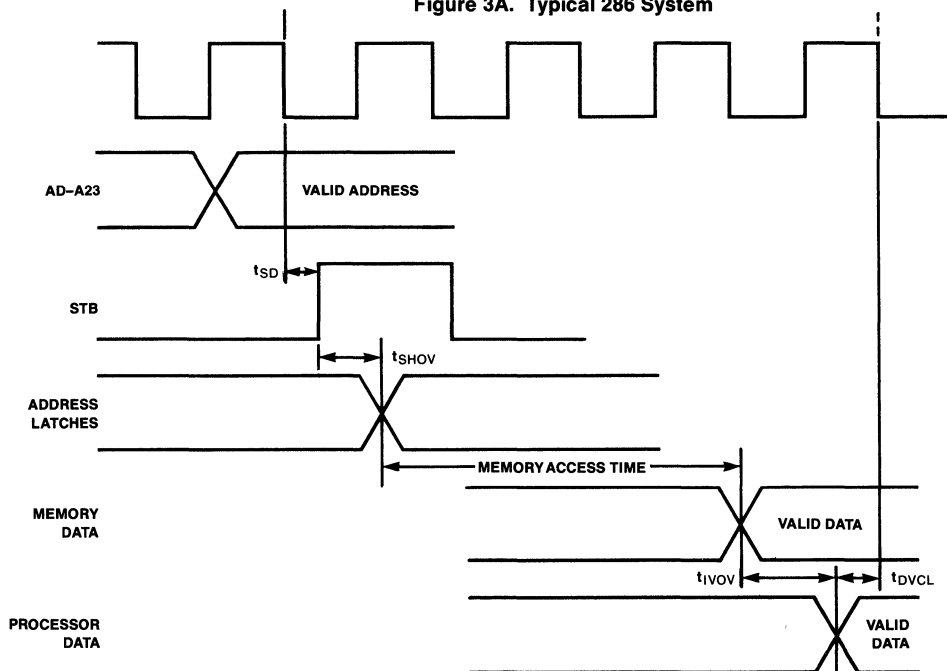 Figure 3A. Typical 286 System
AD–A23
VALID ADDRESS
tSD
STB
tSHOV
ADDRESS
LATCHES
MEMORY ACCESS TIME
MEMORY
DATA
VALID DATA
tIVOV
tDVCL
PROCESSOR
DATA
VALID
DATA